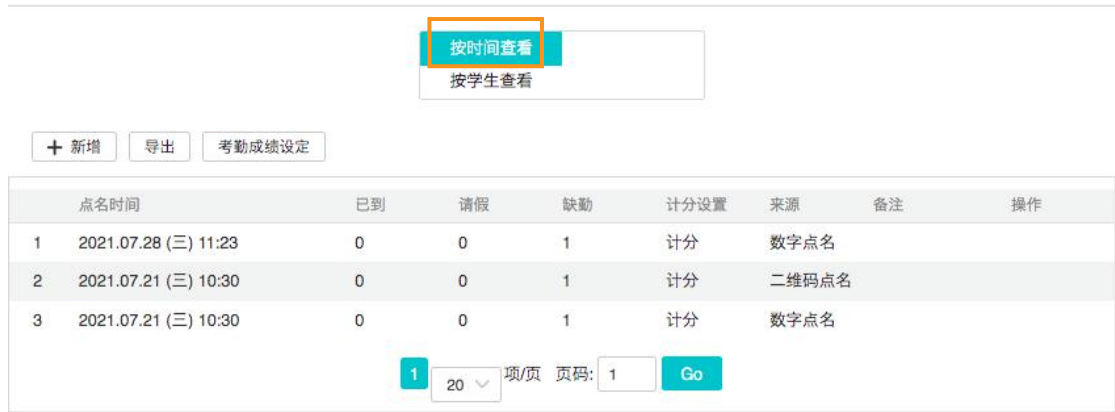 按时间查看
按学生查看
+ 新增 导出 考勤成绩设定
点名时间 已到 请假 缺勤 计分设置 来源 备注 操作
1 2021.07.28 (三) 11:23 0 0 1 计分 数字点名
2 2021.07.21 (三) 10:30 0 0 1 计分 二维码点名
3 2021.07.21 (三) 10:30 0 0 1 计分 数字点名
1 20 项/页 页码: 1 Go